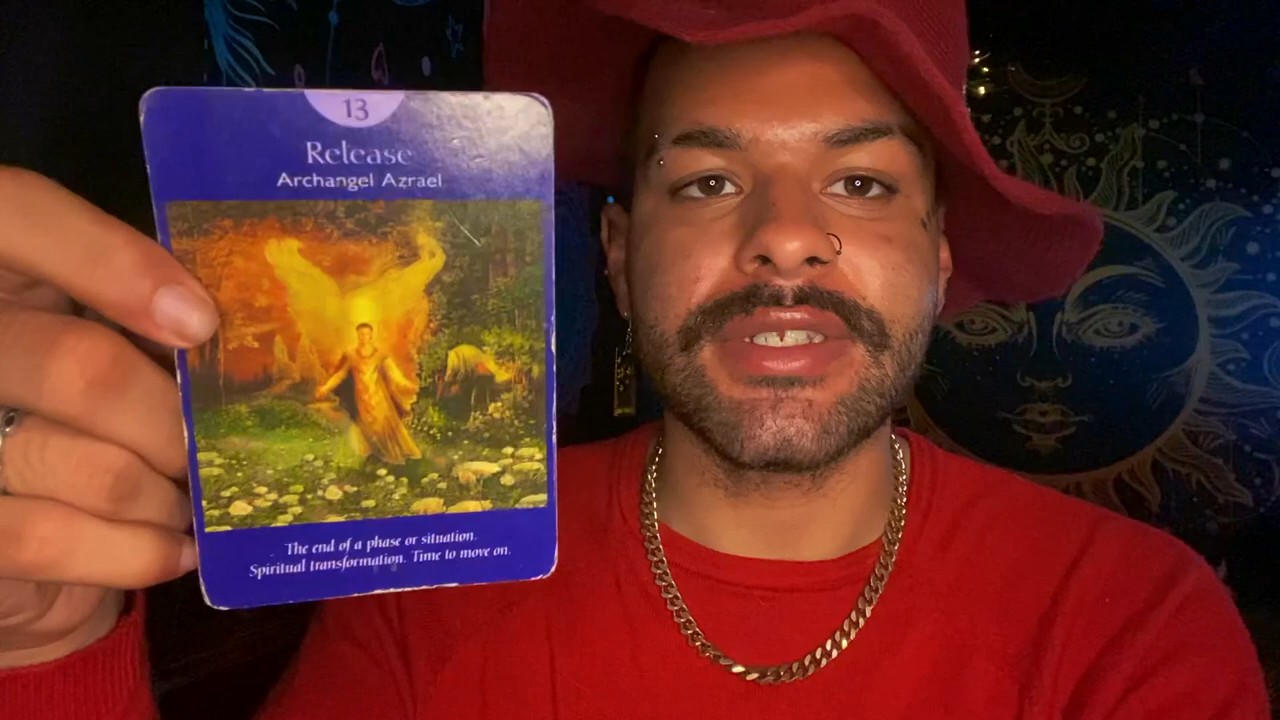 13
Release
Archangel Azrael
The end of a phase or situation.
Spiritual transformation. Time to move on.